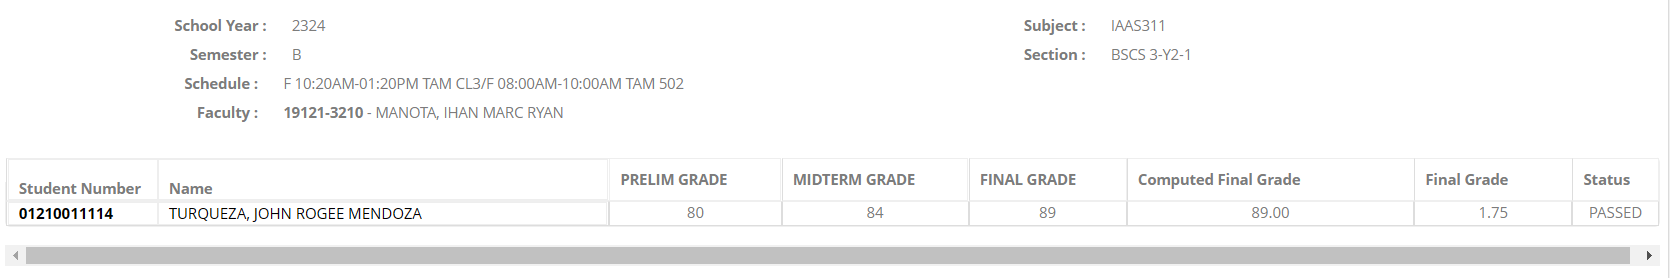 School Year : 2324 Subject : IAAS311
Semester : B Section : BSCS 3-Y2-1
Schedule : F 10:20AM-01:20PM TAM CL3/F 08:00AM-10:00AM TAM 502
Faculty : 19121-3210 - MANOTA, IHAN MARC RYAN
Student Number Name PRELIM GRADE MIDTERM GRADE FINAL GRADE Computed Final Grade Final Grade Status
01210011114 TURQUEZA, JOHN ROGEE MENDOZA 80 84 89 89.00 1.75 PASSED